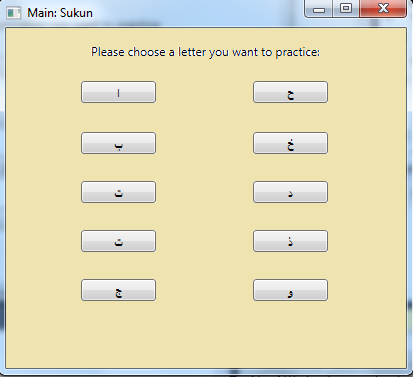 Main: Sukun
Please choose a letter you want to practice:
ا
ح
ب
خ
ت
د
ت
ذ
ج
و